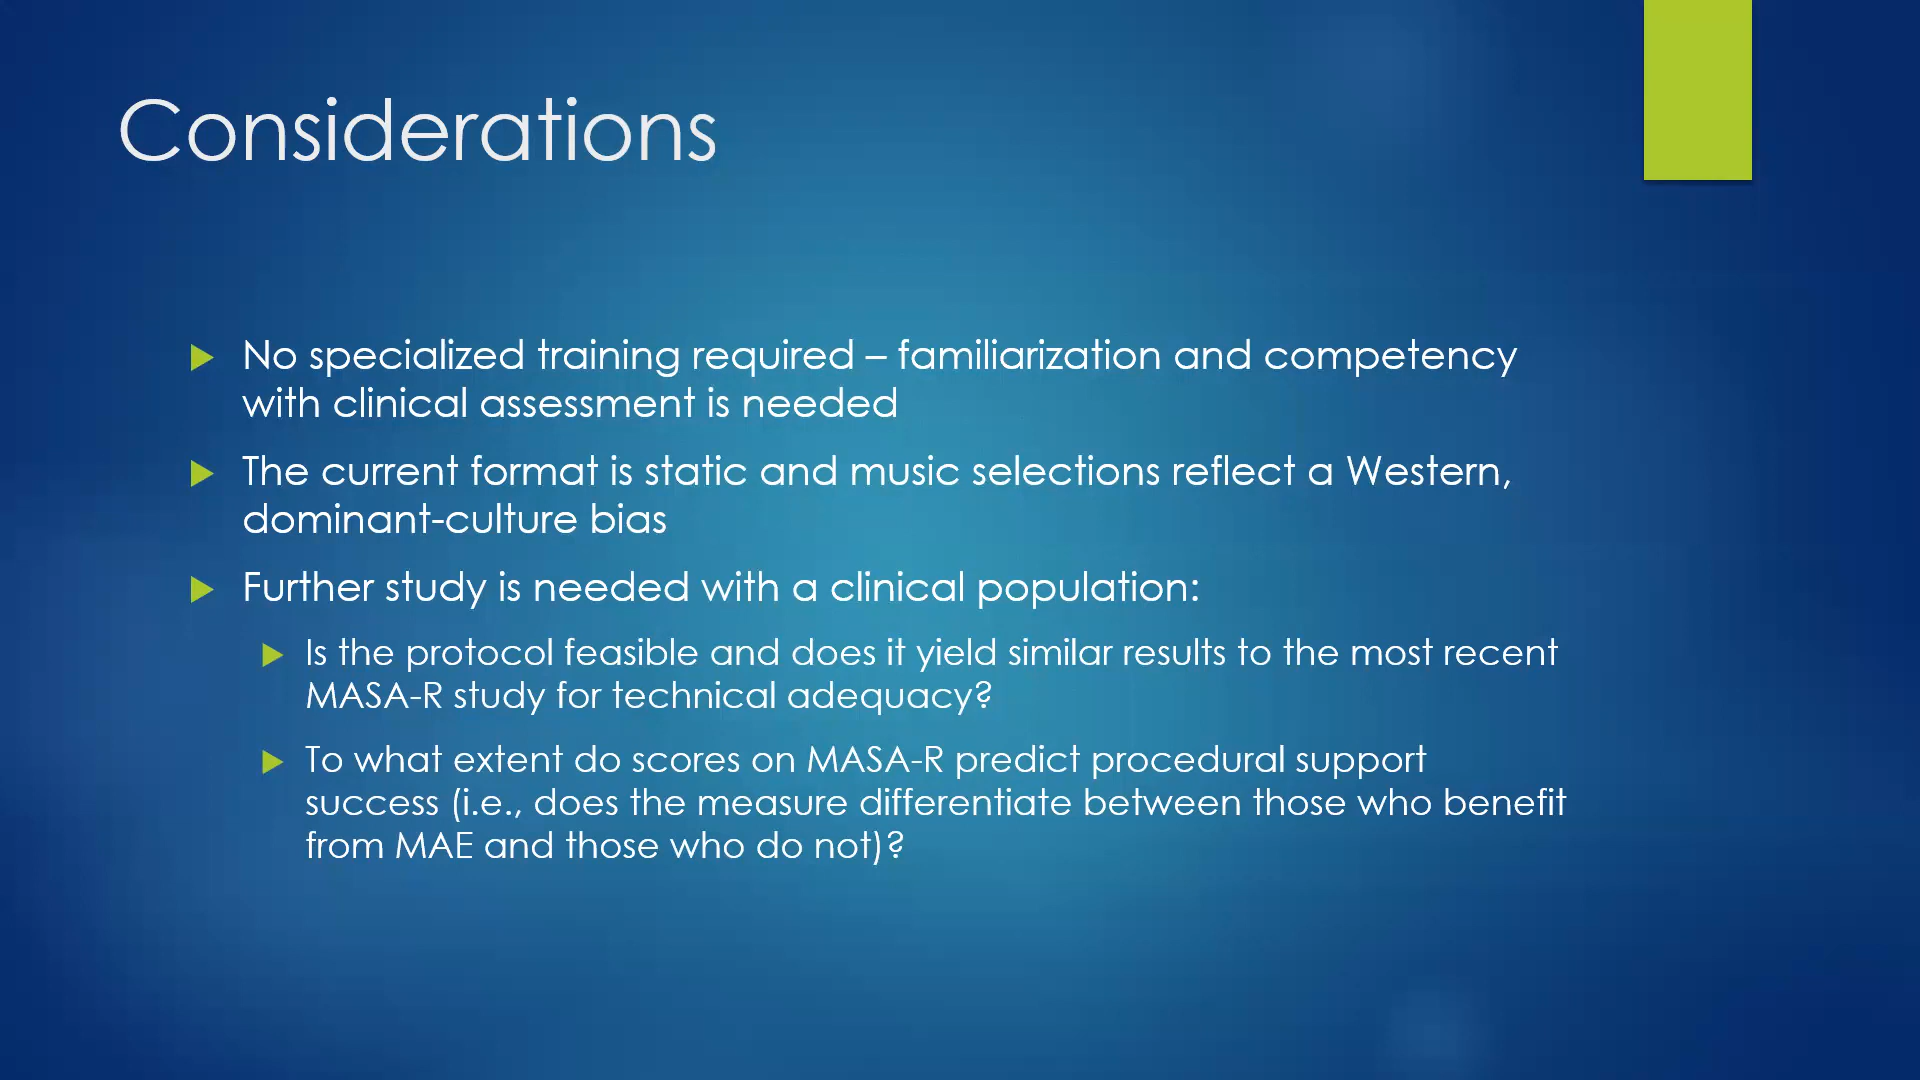 Considerations
No specialized training required – familiarization and competency
with clinical assessment is needed
The current format is static and music selections reflect a Western,
dominant-culture bias
Further study is needed with a clinical population:
Is the protocol feasible and does it yield similar results to the most recent
MASA-R study for technical adequacy?
To what extent do scores on MASA-R predict procedural support
success (i.e., does the measure differentiate between those who benefit
from MAE and those who do not)?